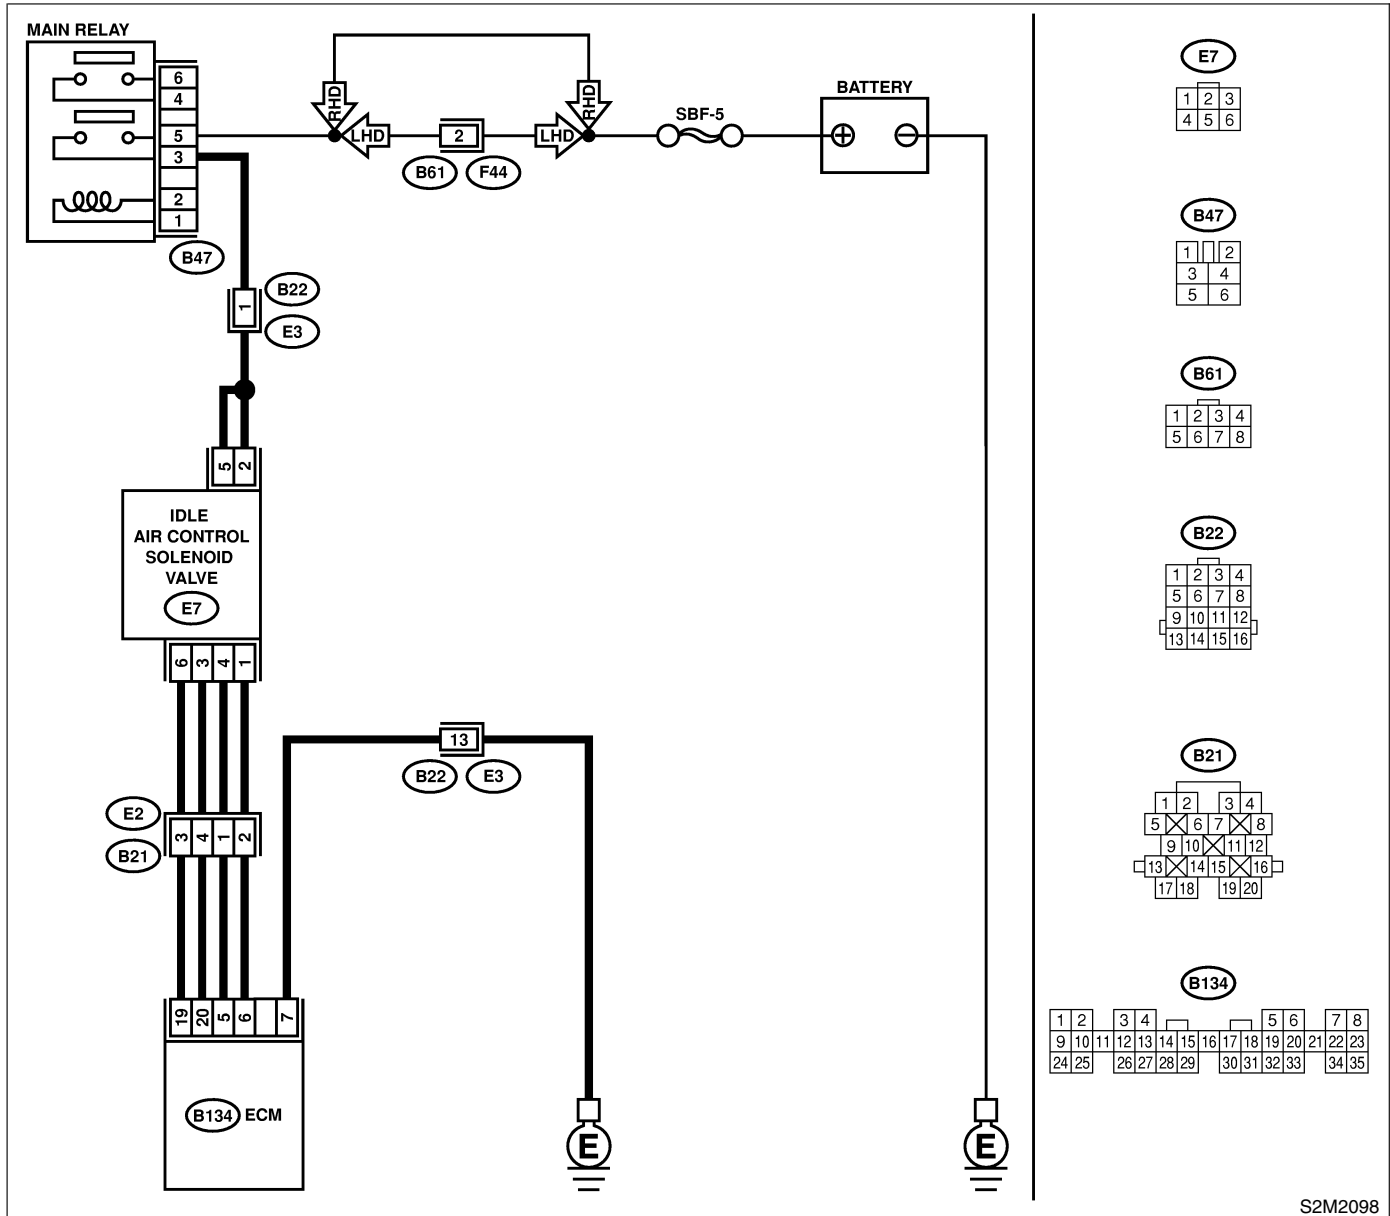 MAIN RELAY
6
4
5
3
2
1
B47
RHD
LHD
2
LHD
RHD
B61
F44
SBF-5
BATTERY
1
B22
E3
5 2
IDLE
AIR CONTROL
SOLENOID
VALVE
E7
6 3 4 1
13
B22
E3
E2
B21
3 4 1 2
19 20 5 6 7
B134 ECM
E
E
E7
1 2 3
4 5 6
B47
1 2
3 4
5 6
B61
1 2 3 4
5 6 7 8
B22
1 2 3 4
5 6 7 8
9 10 11 12
13 14 15 16
B21
1 2 3 4
5 6 7 8
9 10 11 12
13 14 15 16
17 18 19 20
B134
1 2 3 4 5 6 7 8
9 10 11 12 13 14 15 16 17 18 19 20 21 22 23
24 25 26 27 28 29 30 31 32 33 34 35
S2M2098